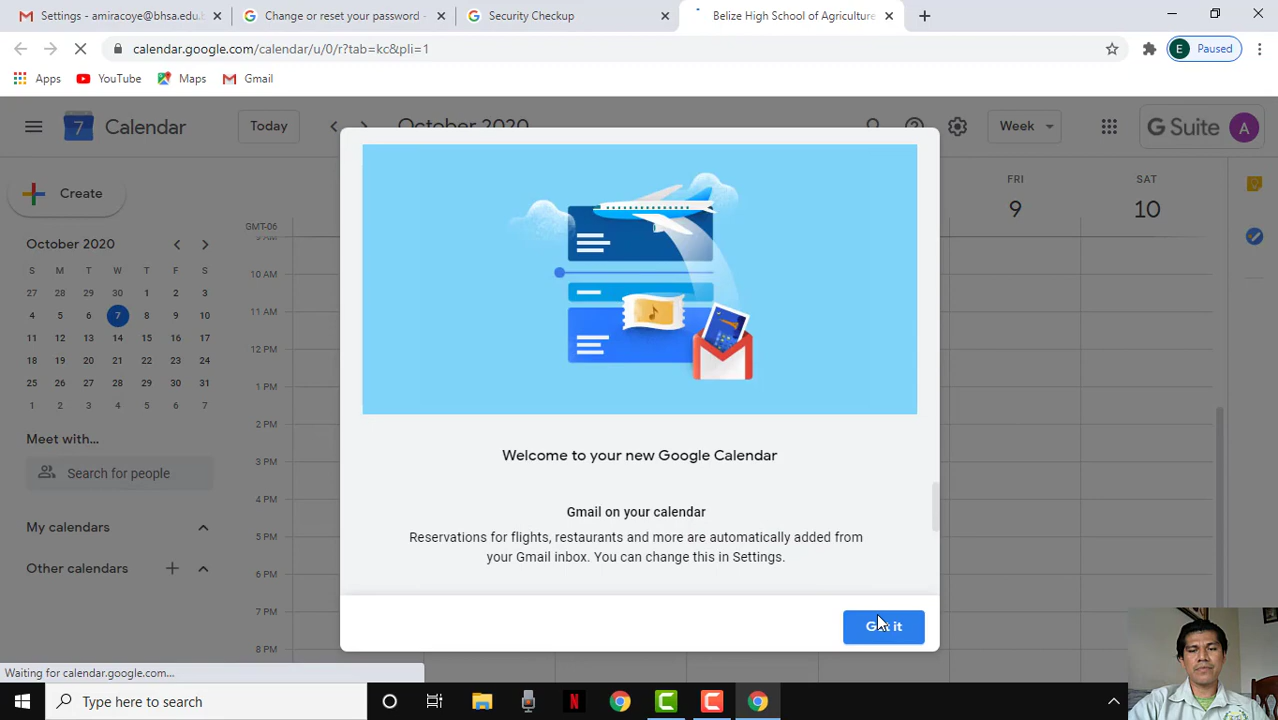 Settings - amiracoye@bhsa.edu.b
Change or reset your password -
Security Checkup
Belize High School of Agriculture
calendar.google.com/calendar/u/0/r?tab=kc&pli=1
E Paused
Apps YouTube Maps Gmail
7 Calendar Today October 2020 Week G Suite A
Create
October 2020
S M T W T F S
27 28 29 30 1 2 3
4 5 6 7 8 9 10
11 12 13 14 15 16 17
18 19 20 21 22 23 24
25 26 27 28 29 30 31
1 2 3 4 5 6 7
Meet with...
Search for people
My calendars
Other calendars
GMT-06
FRI SAT
9 10
9 AM
10 AM
11 AM
12 PM
1 PM
2 PM
3 PM
4 PM
5 PM
6 PM
7 PM
8 PM
Welcome to your new Google Calendar
Gmail on your calendar
Reservations for flights, restaurants and more are automatically added from
your Gmail inbox. You can change this in Settings.
Got it
Waiting for calendar.google.com...
Type here to search